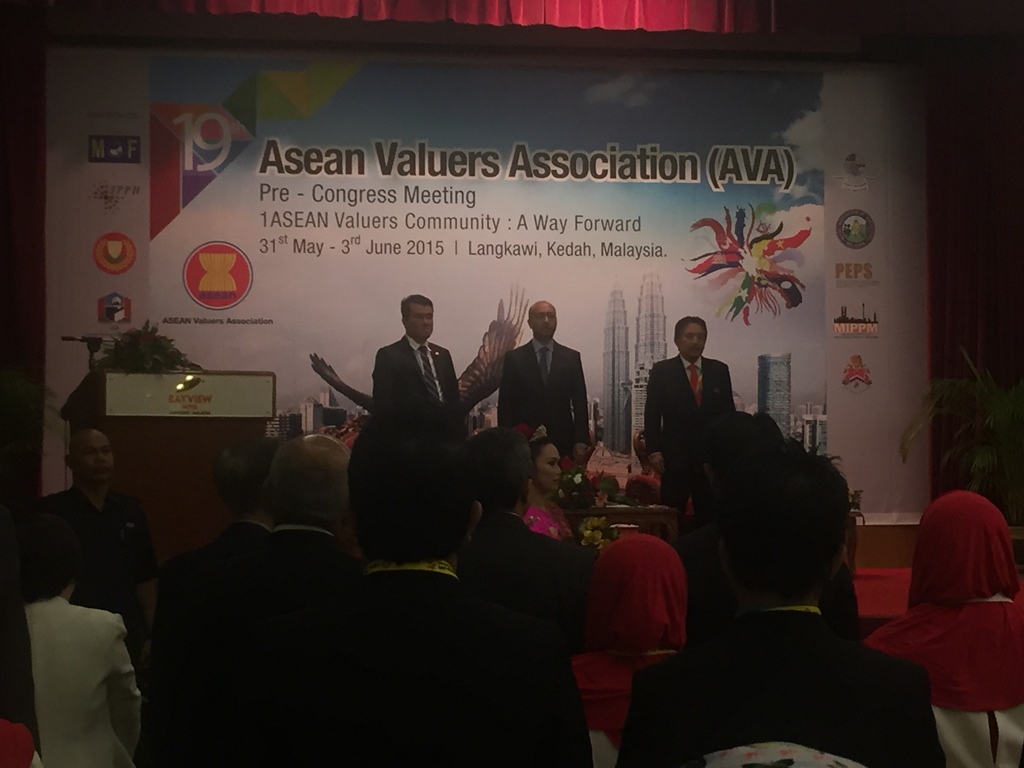 19
Asean Valuers Association (AVA)
Pre - Congress Meeting
1ASEAN Valuers Community : A Way Forward
31st May - 3rd June 2015 | Langkawi, Kedah, Malaysia.
asean
ASEAN Valuers Association
PEPS
MIPPM
BAYVIEW